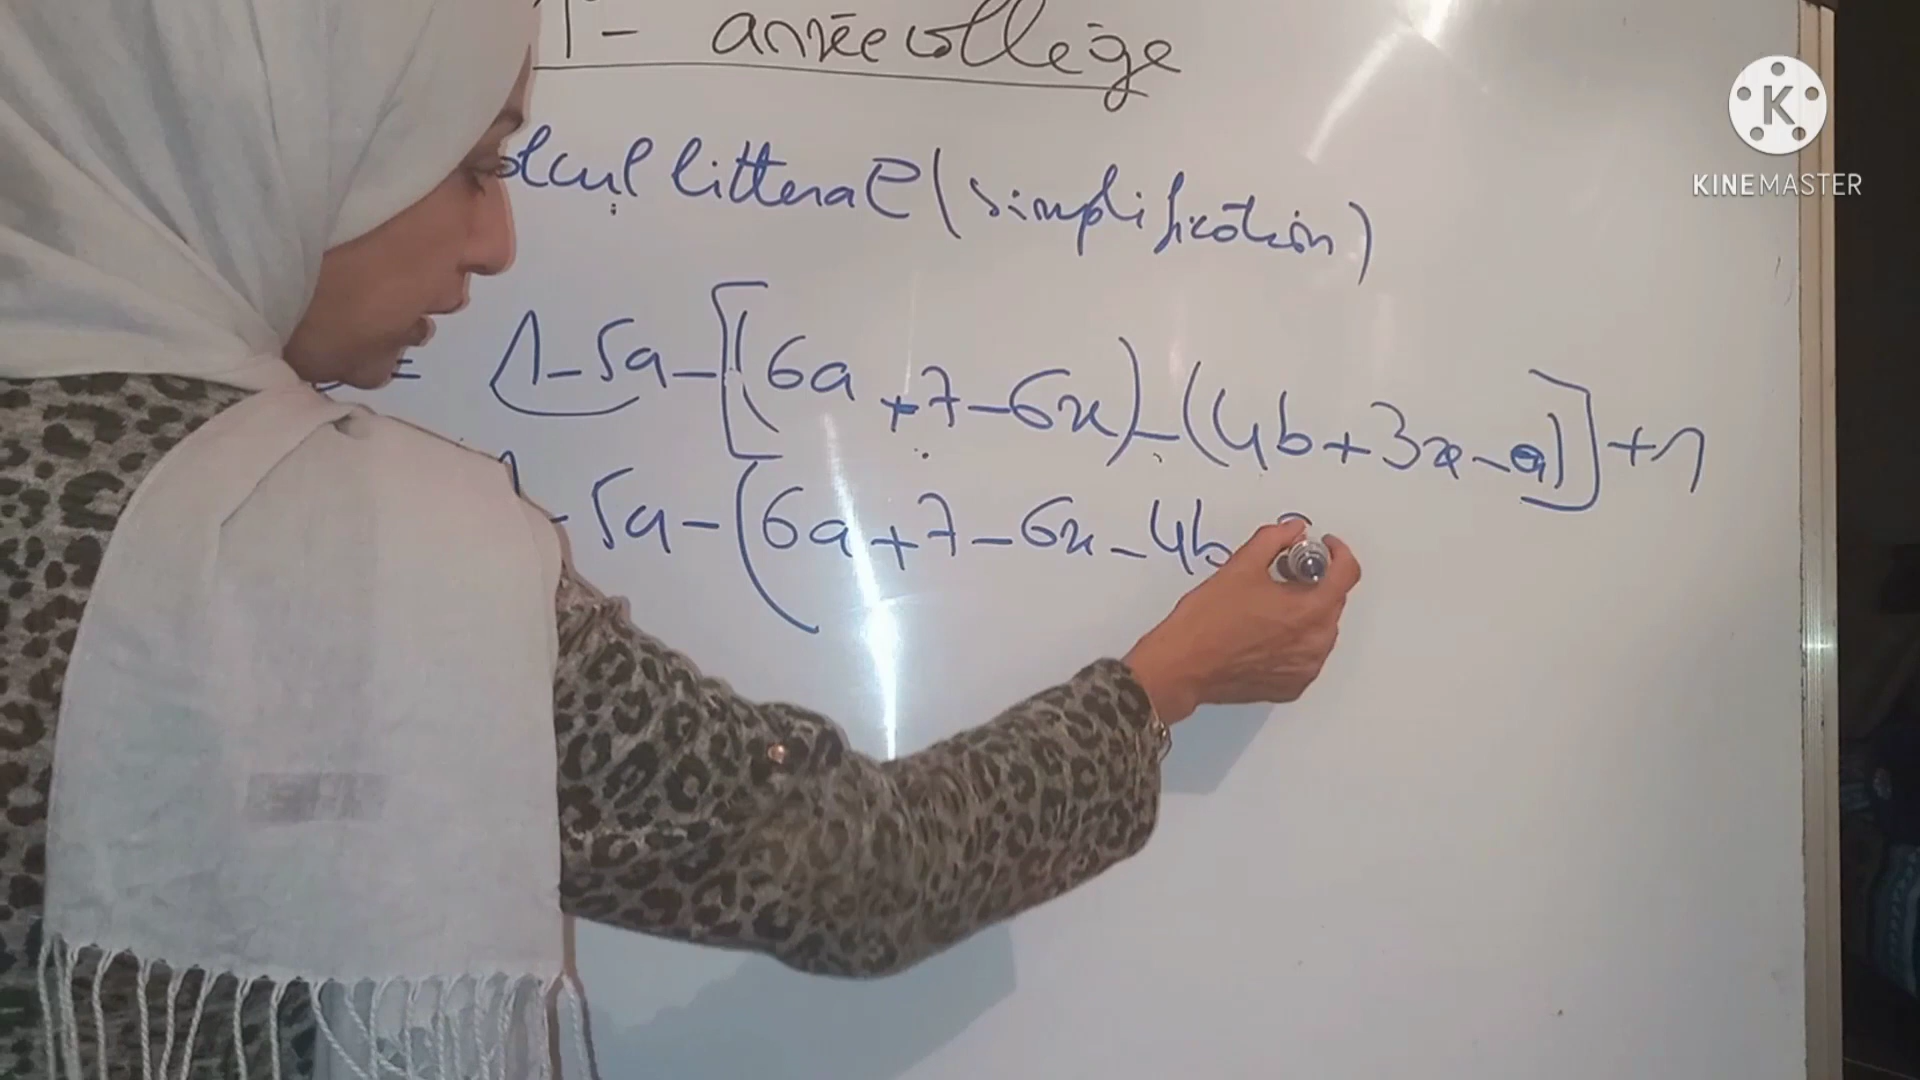 1 - année collège
KINEMASTER
littéral (simplification)
= 1 - 5a - [(6a + 7 - 6x) - (4b + 3x - a)] + 1
- 5a - (6a + 7 - 6x - 4b